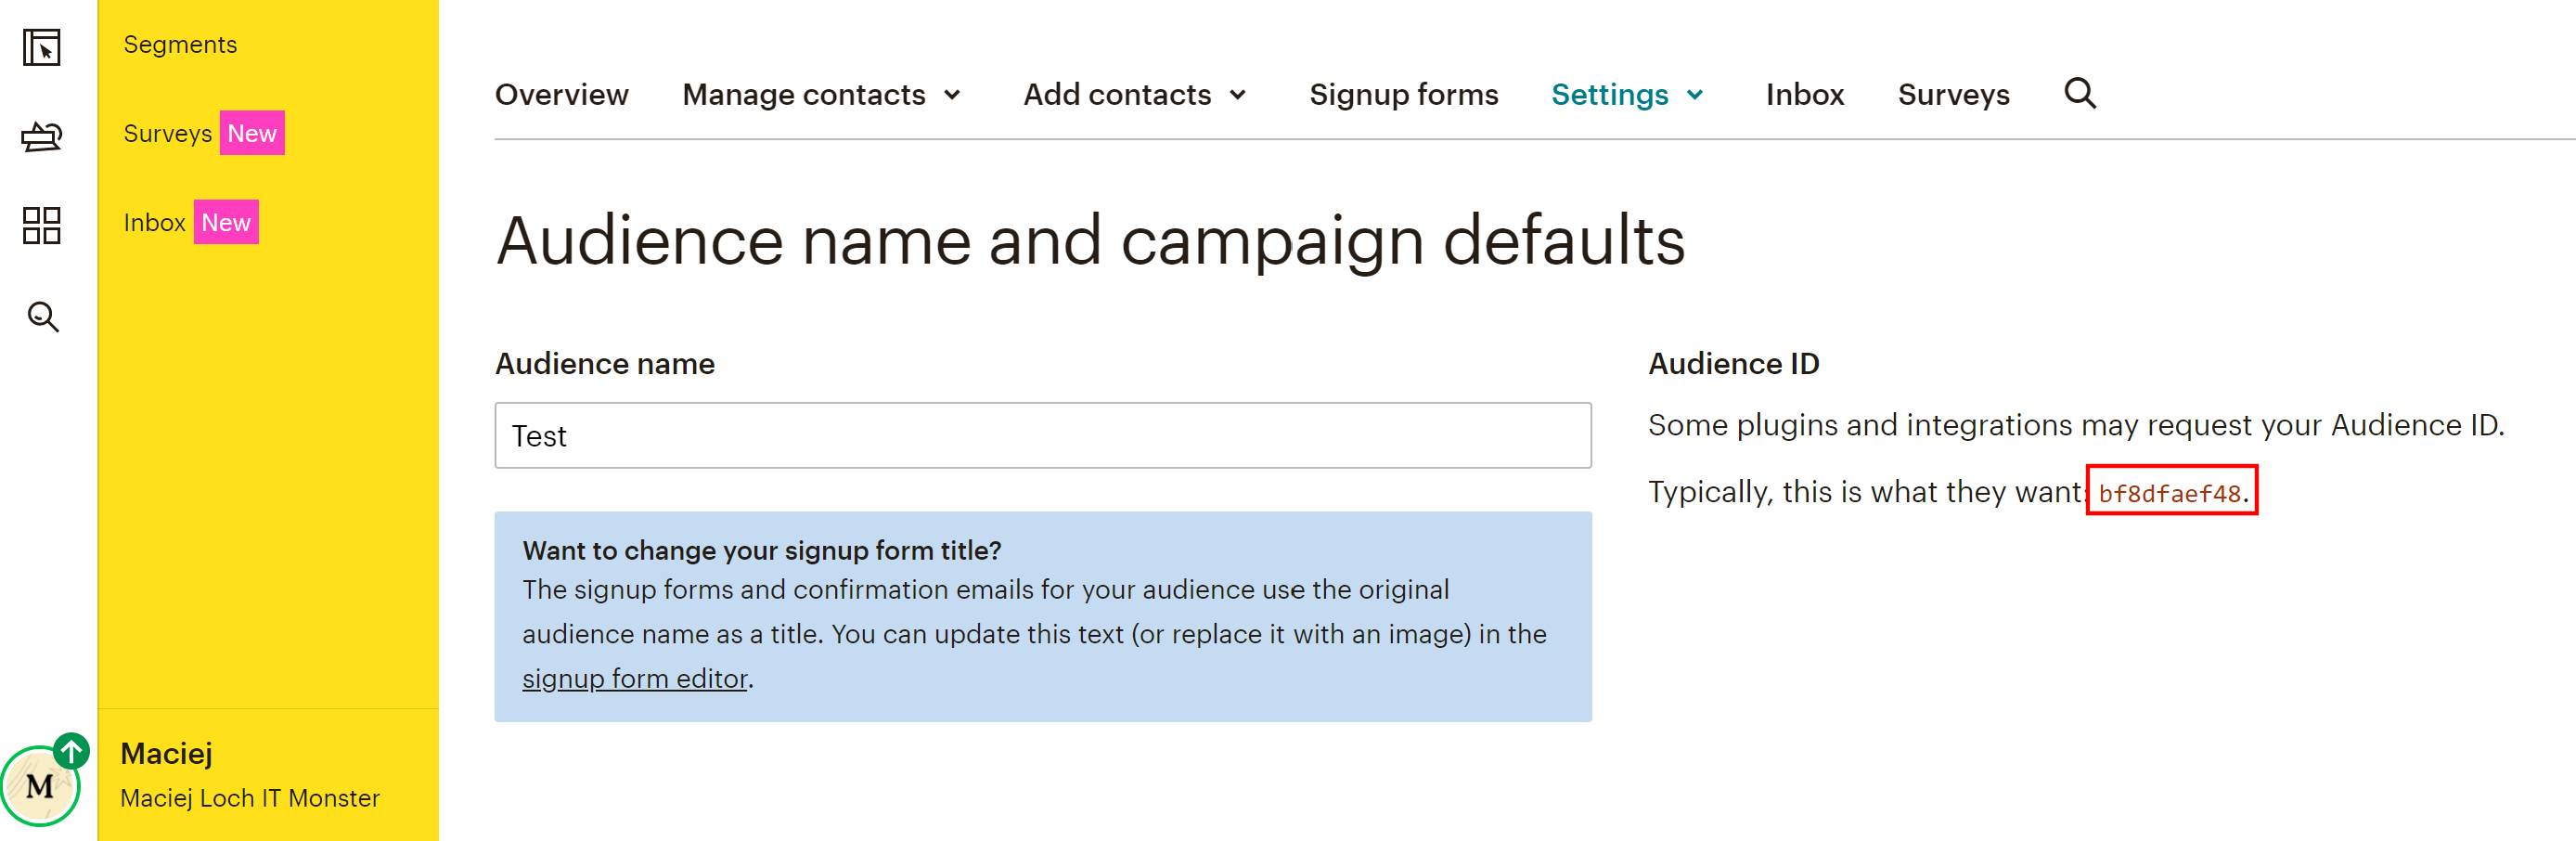 Segments
Surveys New
Inbox New
Maciej
Maciej Loch IT Monster
M
Overview Manage contacts Add contacts Signup forms Settings Inbox Surveys
Audience name and campaign defaults
Audience name
Test
Want to change your signup form title?
The signup forms and confirmation emails for your audience use the original
audience name as a title. You can update this text (or replace it with an image) in the
signup form editor.
Audience ID
Some plugins and integrations may request your Audience ID.
Typically, this is what they want: bf8dfaef48.